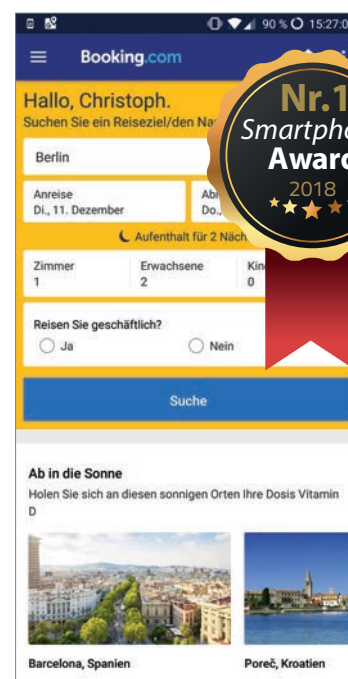 90 % 15:27:0
Booking.com
Hallo, Christoph.
Suchen Sie ein Reiseziel/den Na
Nr.1
Smartpho
Award
2018
Berlin
Anreise
Di., 11. Dezember
Ab
Do.,
Aufenthalt für 2 Näch
Zimmer
1
Erwachsene
2
Kin
0
Reisen Sie geschäftlich?
Ja
Nein
Suche
Ab in die Sonne
Holen Sie sich an diesen sonnigen Orten Ihre Dosis Vitamin
D
Barcelona, Spanien
Poreč, Kroatien